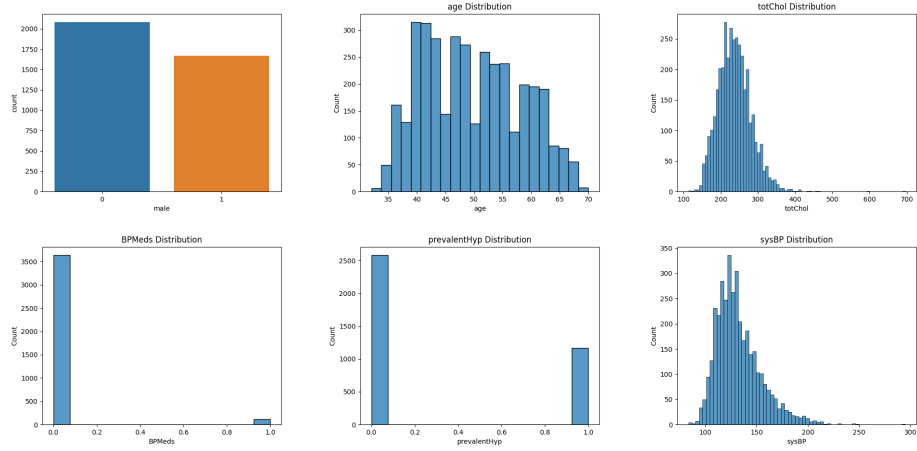 2000
1750
1500
1250
1000
750
500
250
0
count
0 1
male
age Distribution
300
250
200
150
100
50
0
Count
35 40 45 50 55 60 65 70
age
totChol Distribution
250
200
150
100
50
0
Count
100 200 300 400 500 600 700
totChol
BPMeds Distribution
3500
3000
2500
2000
1500
1000
500
0
Count
0.0 0.2 0.4 0.6 0.8 1.0
BPMeds
prevalentHyp Distribution
2500
2000
1500
1000
500
0
Count
0.0 0.2 0.4 0.6 0.8 1.0
prevalentHyp
sysBP Distribution
350
300
250
200
150
100
50
0
Count
100 150 200 250 300
sysBP